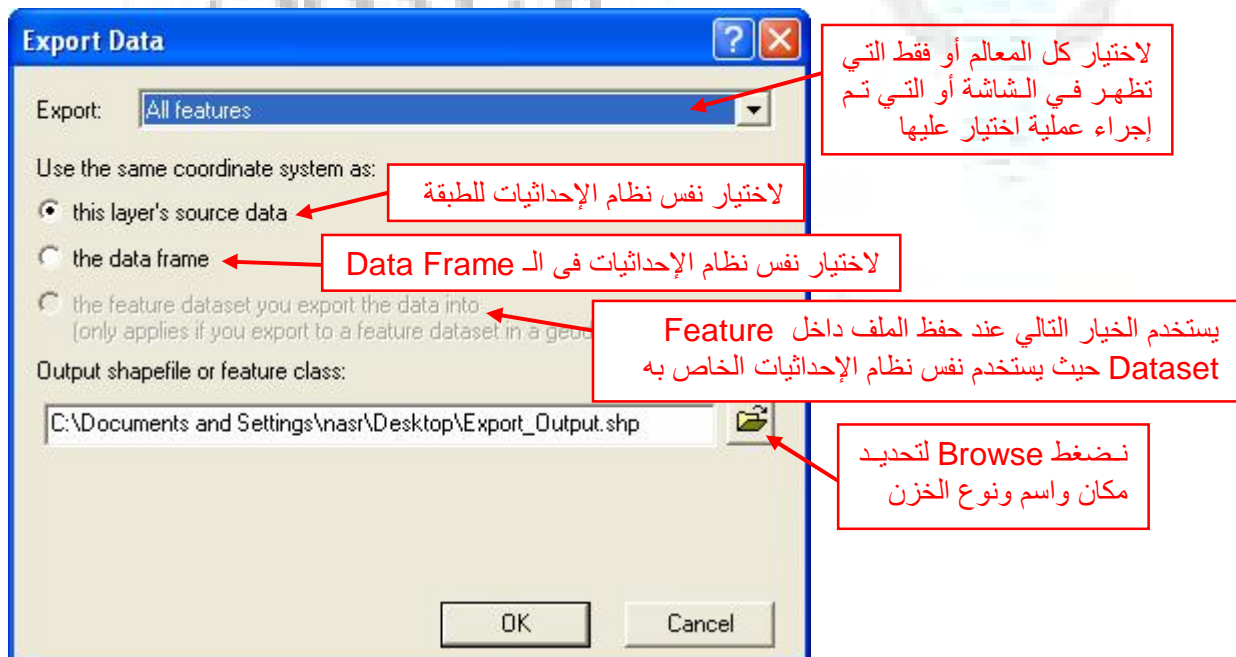 Export Data
لاختيار كل المعالم أو فقط التي
تظهر في الشاشة أو التي تم
إجراء عملية اختيار عليها
Export:
All features
Use the same coordinate system as:
لاختيار نفس نظام الإحداثيات للطبقة
this layer's source data
the data frame
لاختيار نفس نظام الإحداثيات فى الـ Data Frame
the feature dataset you export the data into
(only applies if you export to a feature dataset in a
يستخدم الخيار التالي عند حفظ الملف داخل Feature
Dataset حيث يستخدم نفس نظام الإحداثيات الخاص به
Output shapefile or feature class:
C:\Documents and Settings\nasr\Desktop\Export_Output.shp
نضغط Browse لتحديد
مكان واسم ونوع الخزن
OK
Cancel